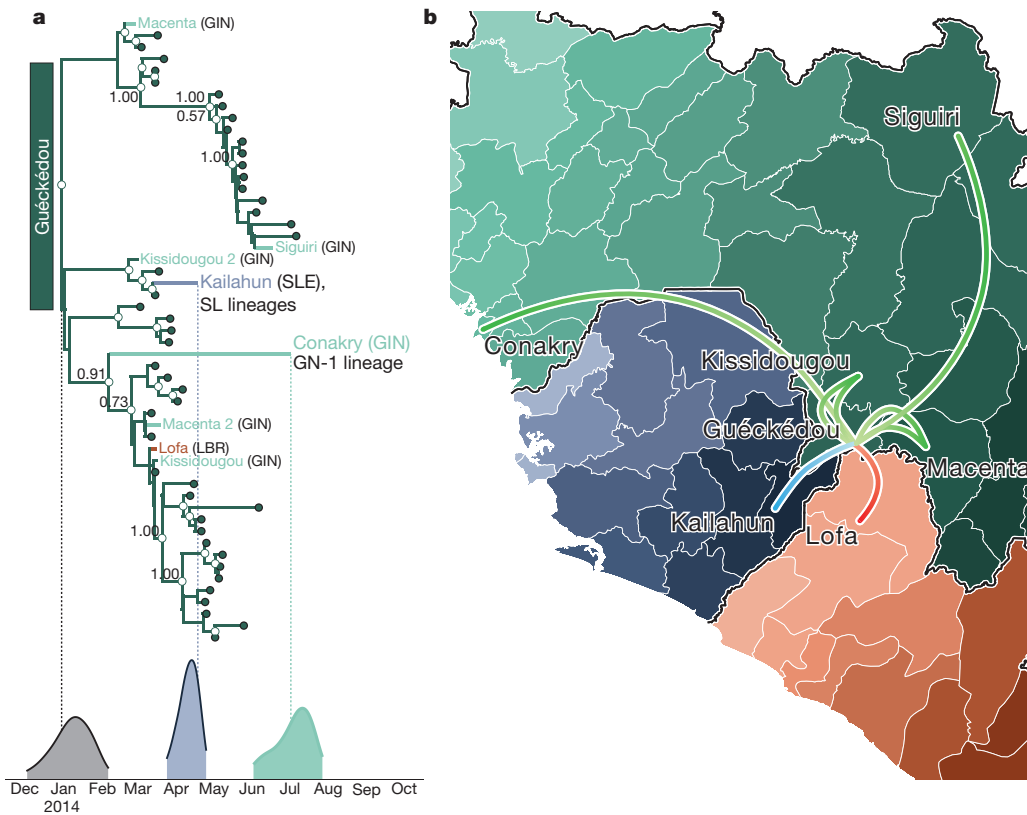 a
Macenta (GIN)
Guéckédou
1.00
1.00
0.57
1.00
Siguiri (GIN)
Kissidougou 2 (GIN)
Kailahun (SLE),
SL lineages
Conakry (GIN)
GN-1 lineage
0.91
0.73
Macenta 2 (GIN)
Lofa (LBR)
Kissidougou (GIN)
1.00
1.00
Dec Jan Feb Mar Apr May Jun Jul Aug Sep Oct
2014
b
Siguiri
Conakry
Kissidougou
Guéckédou
Macenta
Kailahun
Lofa